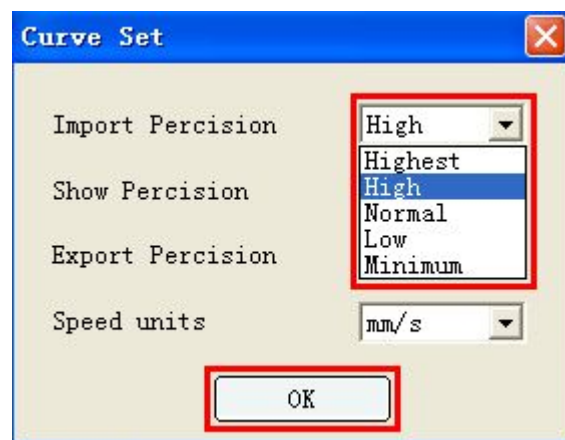 Curve Set
Import Percision High
Highest
Show Percision High
Normal
Export Percision Low
Minimum
Speed units mm/s
OK